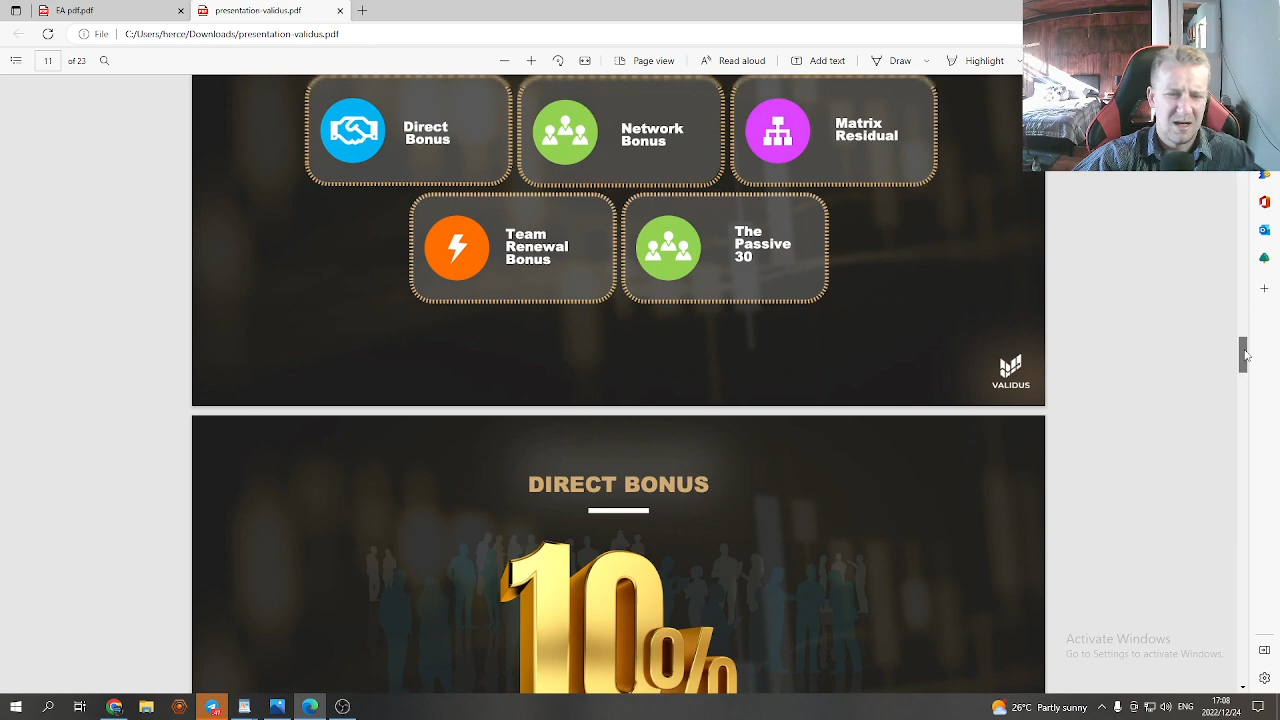 FA pdf.pdf
presentation-validus.pdf
File
C:/Users/herce/Downloads/presentation-validus.pdf
11
of 23
Page view
Read aloud
Add text
Draw
Highlight
Direct
Bonus
Network
Bonus
Matrix
Residual
Team
Renewal
Bonus
The
Passive
30
VALIDUS
DIRECT BONUS
10%
Activate Windows
Go to Settings to activate Windows.
26°C Partly sunny
17:08
2022/12/24